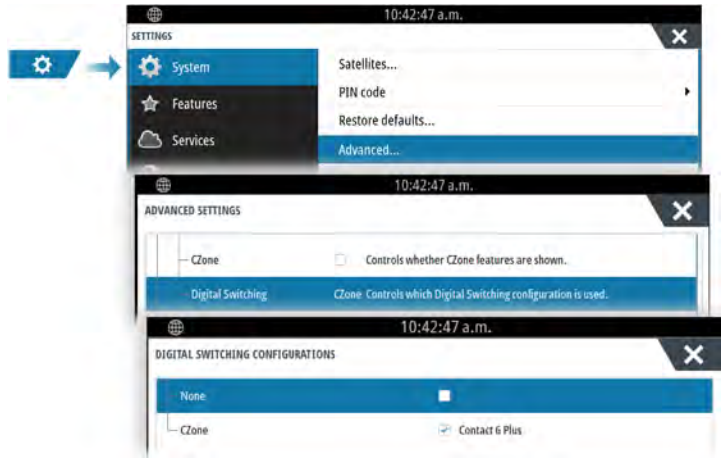 10:42:47 a.m.
SETTINGS
System
Satellites...
PIN code
Features
Restore defaults...
Services
Advanced...
10:42:47 a.m.
ADVANCED SETTINGS
CZone Controls whether CZone features are shown.
Digital Switching CZone Controls which Digital Switching configuration is used.
10:42:47 a.m.
DIGITAL SWITCHING CONFIGURATIONS
None
CZone Contact 6 Plus